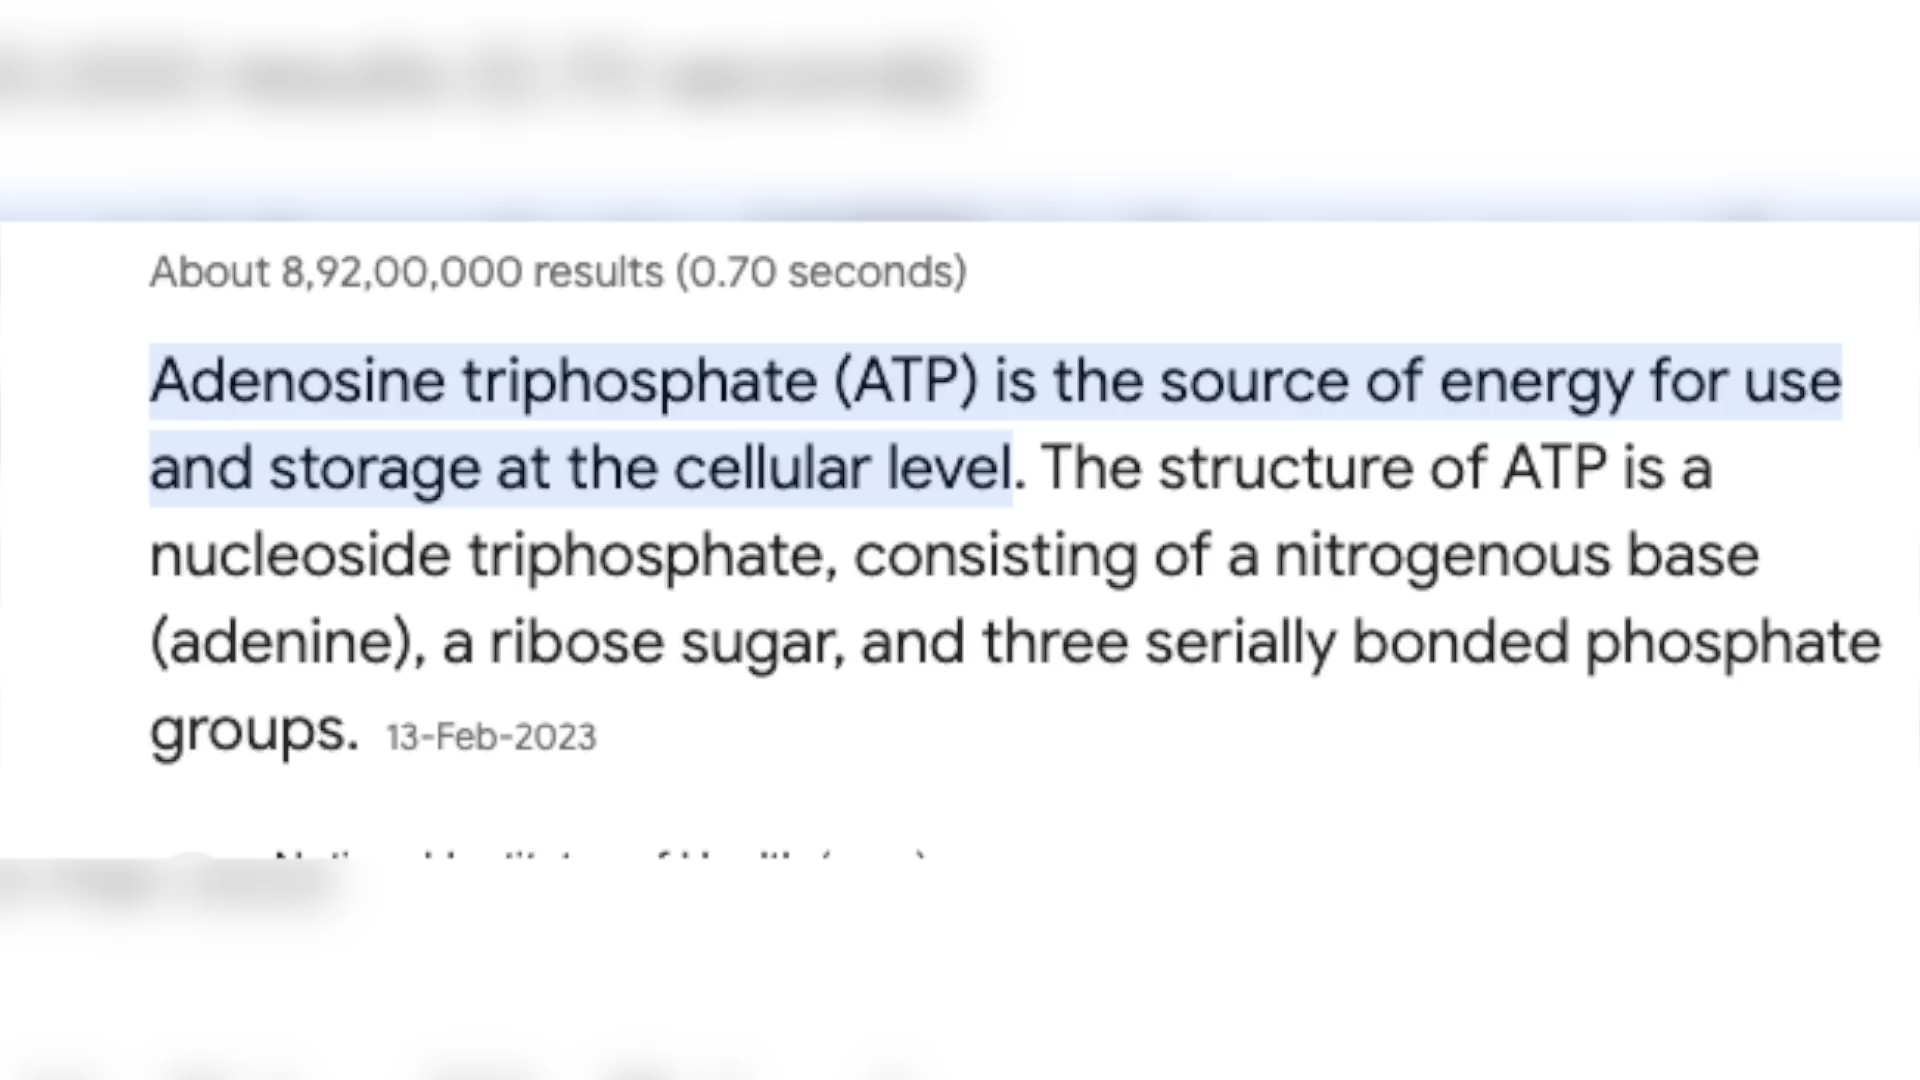 About 8,92,00,000 results (0.70 seconds)
Adenosine triphosphate (ATP) is the source of energy for use
and storage at the cellular level. The structure of ATP is a
nucleoside triphosphate, consisting of a nitrogenous base
(adenine), a ribose sugar, and three serially bonded phosphate
groups. 13-Feb-2023